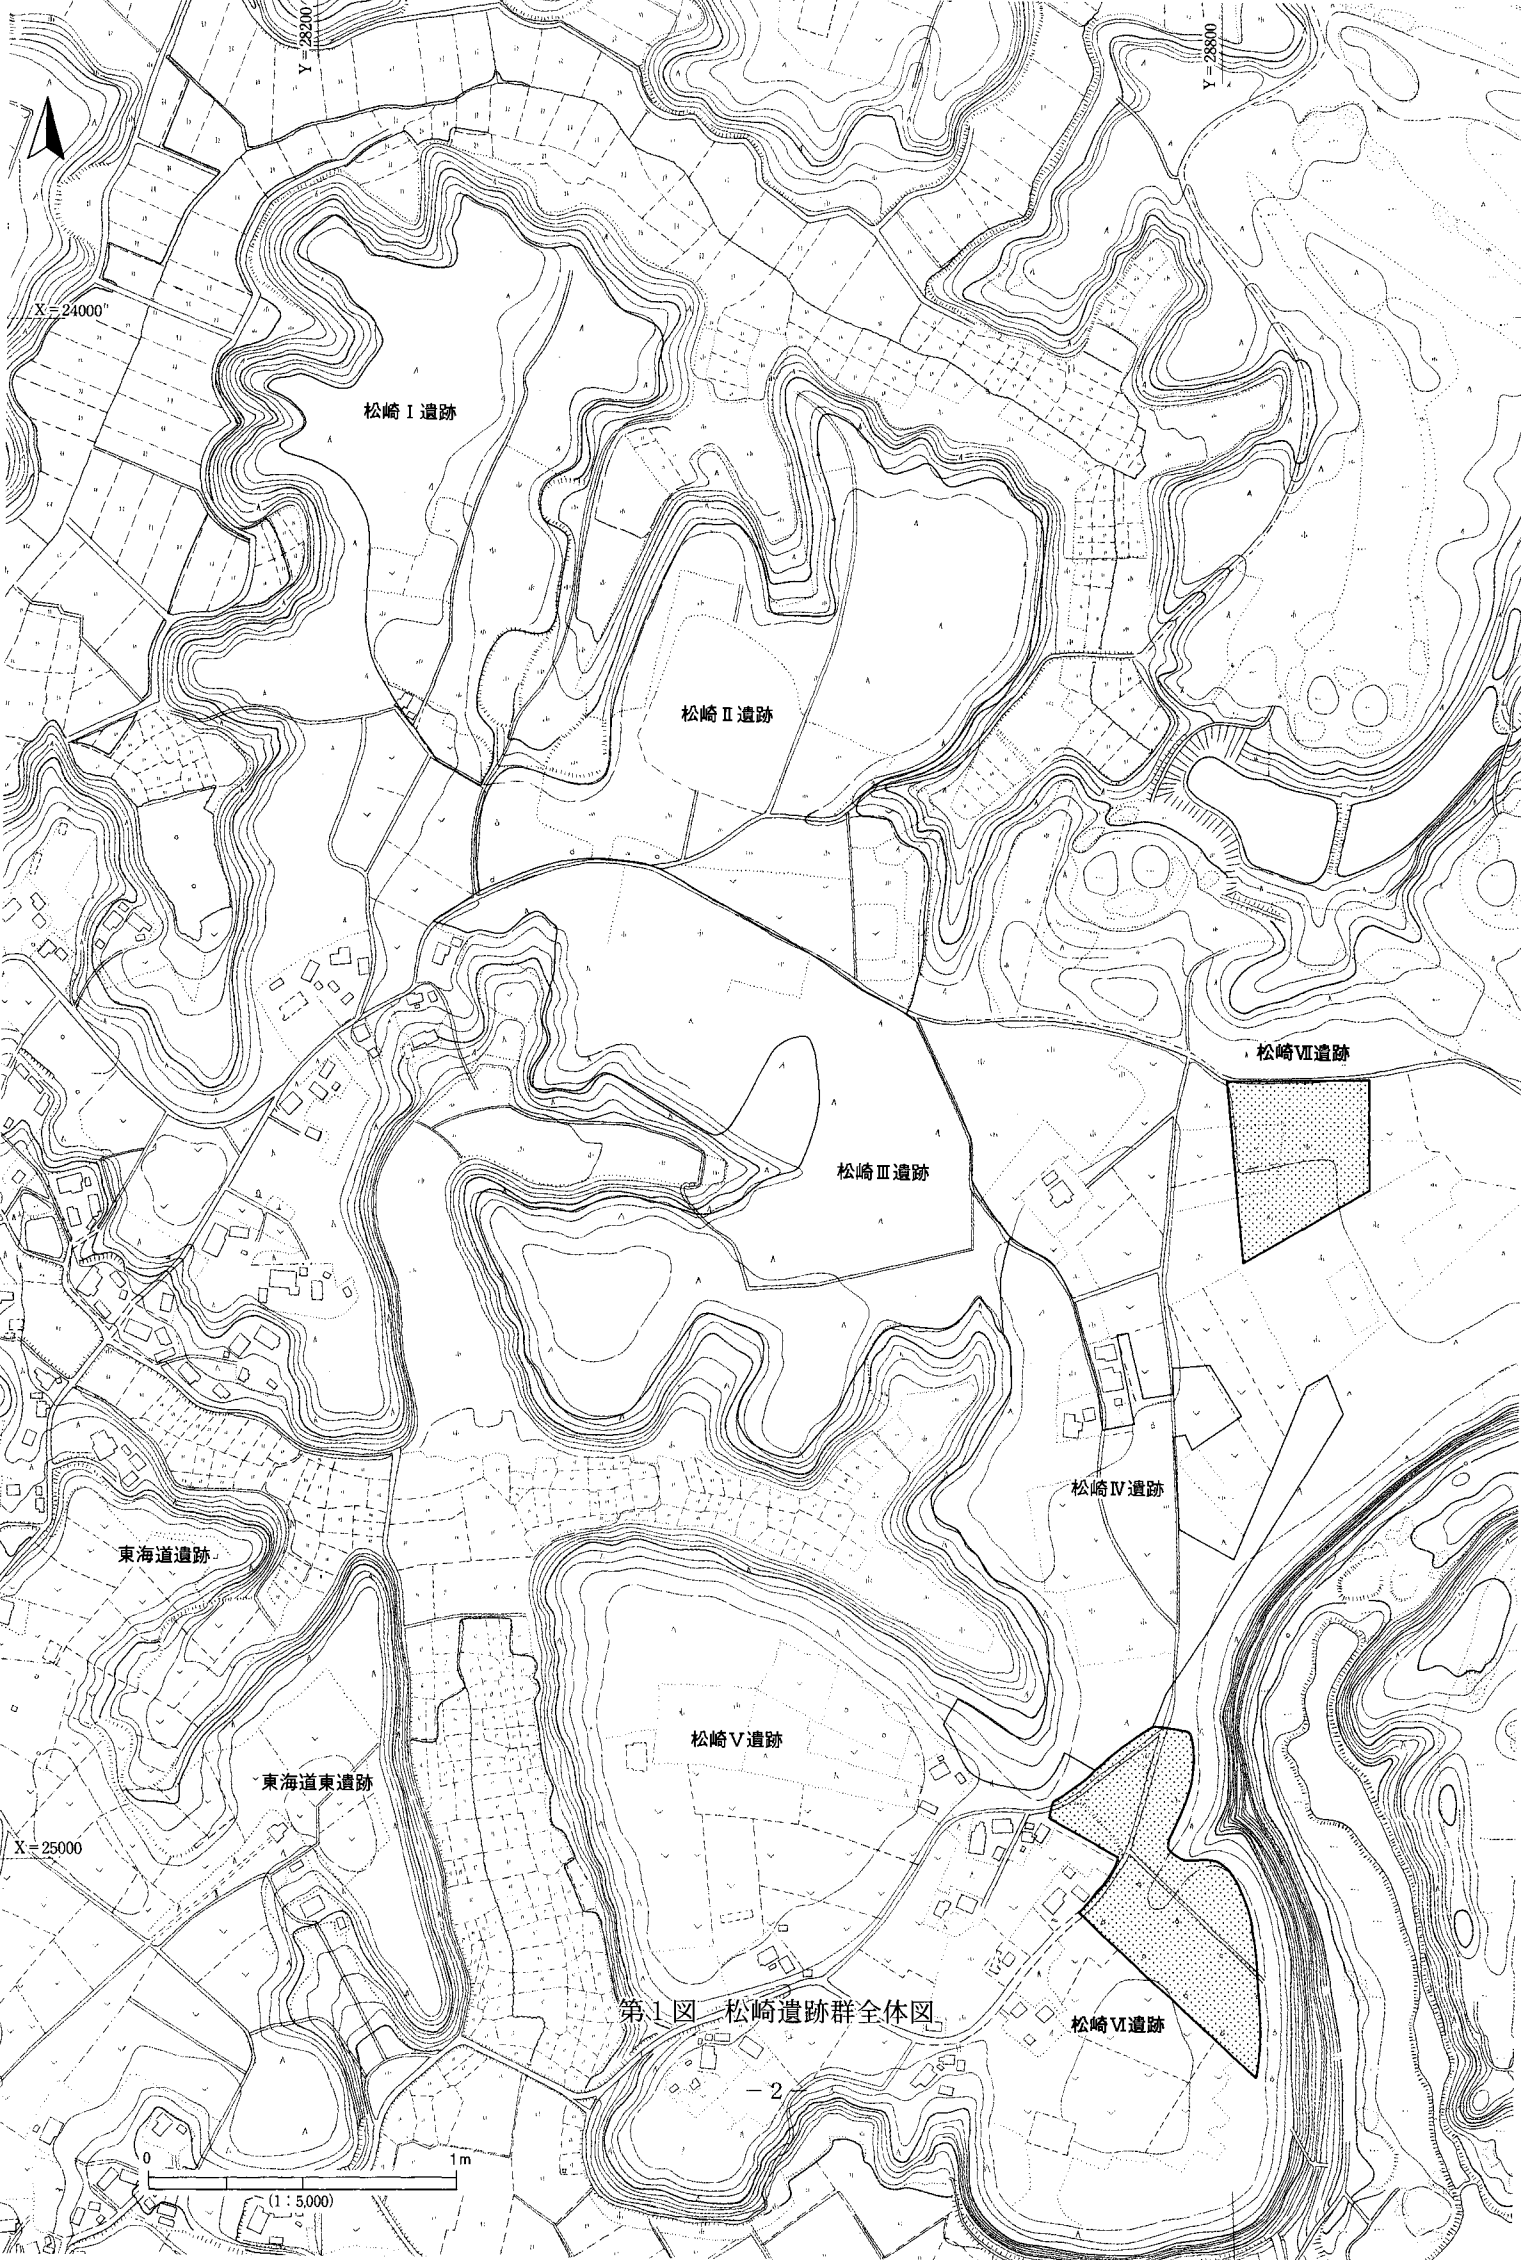 Y=28200
Y=28800
X=24000
松崎Ⅰ遺跡
松崎Ⅱ遺跡
松崎Ⅶ遺跡
松崎Ⅲ遺跡
松崎Ⅳ遺跡
東海道遺跡
松崎Ⅴ遺跡
東海道東遺跡
X=25000
第1図 松崎遺跡群全体図
松崎Ⅵ遺跡
－2－
0 1m
(1:5,000)